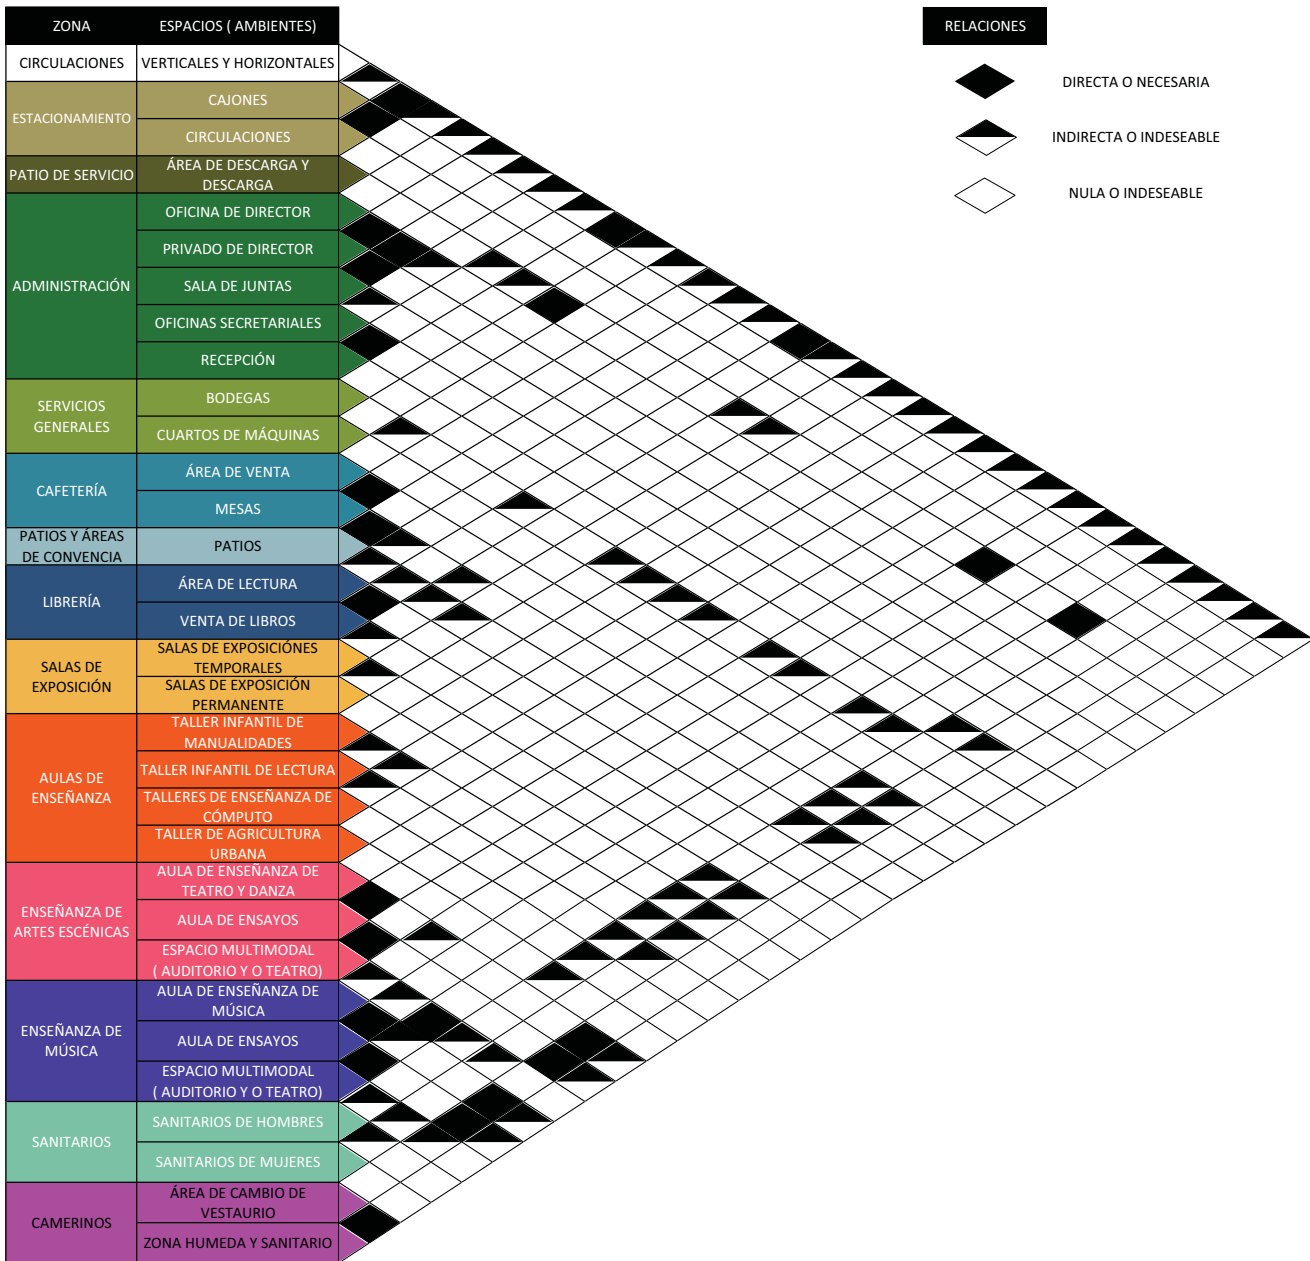 ZONA
ESPACIOS ( AMBIENTES)
RELACIONES
CIRCULACIONES
VERTICALES Y HORIZONTALES
DIRECTA O NECESARIA
INDIRECTA O INDESEABLE
NULA O INDESEABLE
ESTACIONAMIENTO
CAJONES
CIRCULACIONES
PATIO DE SERVICIO
ÁREA DE DESCARGA Y
DESCARGA
ADMINISTRACIÓN
OFICINA DE DIRECTOR
PRIVADO DE DIRECTOR
SALA DE JUNTAS
OFICINAS SECRETARIALES
RECEPCIÓN
SERVICIOS
GENERALES
BODEGAS
CUARTOS DE MÁQUINAS
CAFETERÍA
ÁREA DE VENTA
MESAS
PATIOS Y ÁREAS
DE CONVENCIA
PATIOS
LIBRERÍA
ÁREA DE LECTURA
VENTA DE LIBROS
SALAS DE
EXPOSICIÓN
SALAS DE EXPOSICIÓNES
TEMPORALES
SALAS DE EXPOSICIÓN
PERMANENTE
AULAS DE
ENSEÑANZA
TALLER INFANTIL DE
MANUALIDADES
TALLER INFANTIL DE LECTURA
TALLERES DE ENSEÑANZA DE
CÓMPUTO
TALLER DE AGRICULTURA
URBANA
ENSEÑANZA DE
ARTES ESCÉNICAS
AULA DE ENSEÑANZA DE
TEATRO Y DANZA
AULA DE ENSAYOS
ESPACIO MULTIMODAL
( AUDITORIO Y O TEATRO)
ENSEÑANZA DE
MÚSICA
AULA DE ENSEÑANZA DE
MÚSICA
AULA DE ENSAYOS
ESPACIO MULTIMODAL
( AUDITORIO Y O TEATRO)
SANITARIOS
SANITARIOS DE HOMBRES
SANITARIOS DE MUJERES
CAMERINOS
ÁREA DE CAMBIO DE
VESTAURIO
ZONA HUMEDA Y SANITARIO